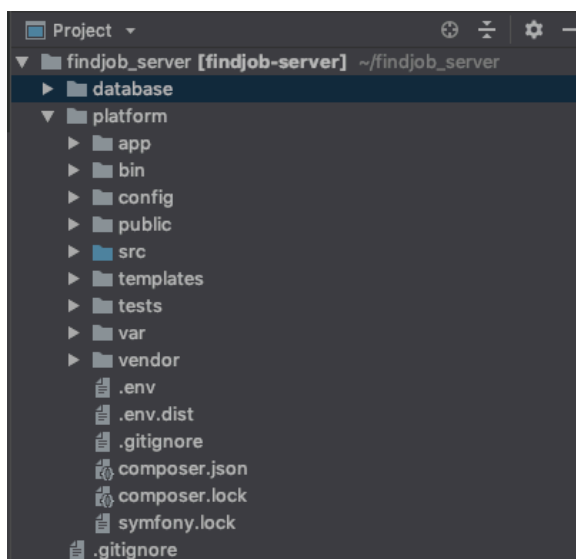 Project
findjob_server [findjob-server] ~/findjob_server
database
platform
app
bin
config
public
src
templates
tests
var
vendor
.env
.env.dist
.gitignore
composer.json
composer.lock
symfony.lock
.gitignore